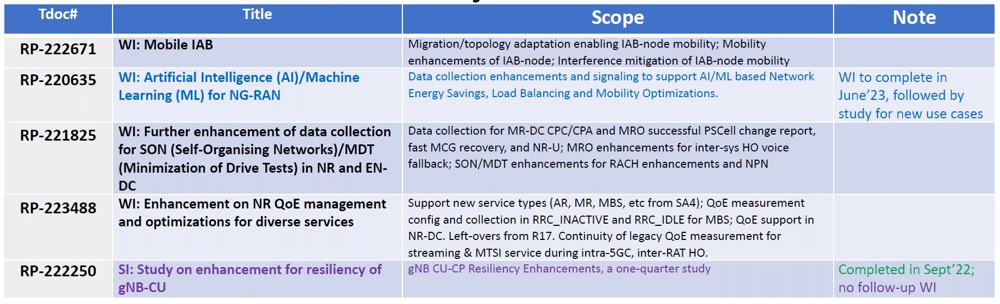 Tdoc#
Title
Scope
Note
RP-222671
WI: Mobile IAB
Migration/topology adaptation enabling IAB-node mobility; Mobility
enhancements of IAB-node; Interference mitigation of IAB-node mobility
RP-220635
WI: Artificial Intelligence (AI)/Machine
Learning (ML) for NG-RAN
Data collection enhancements and signaling to support AI/ML based Network
Energy Savings, Load Balancing and Mobility Optimizations.
WI to complete in
June’23, followed by
study for new use cases
RP-221825
WI: Further enhancement of data collection
for SON (Self-Organising Networks)/MDT
(Minimization of Drive Tests) in NR and EN-
DC
Data collection for MR-DC CPC/CPA and MRO successful PSCell change report,
fast MCG recovery, and NR-U; MRO enhancements for inter-sys HO voice
fallback; SON/MDT enhancements for RACH enhancements and NPN
RP-223488
WI: Enhancement on NR QoE management
and optimizations for diverse services
Support new service types (AR, MR, MBS, etc from SA4); QoE measurement
config and collection in RRC_INACTIVE and RRC_IDLE for MBS; QoE support in
NR-DC. Left-overs from R17. Continuity of legacy QoE measurement for
streaming & MTSI service during intra-5GC, inter-RAT HO.
RP-222250
SI: Study on enhancement for resiliency of
gNB-CU
gNB CU-CP Resiliency Enhancements, a one-quarter study
Completed in Sept’22;
no follow-up WI